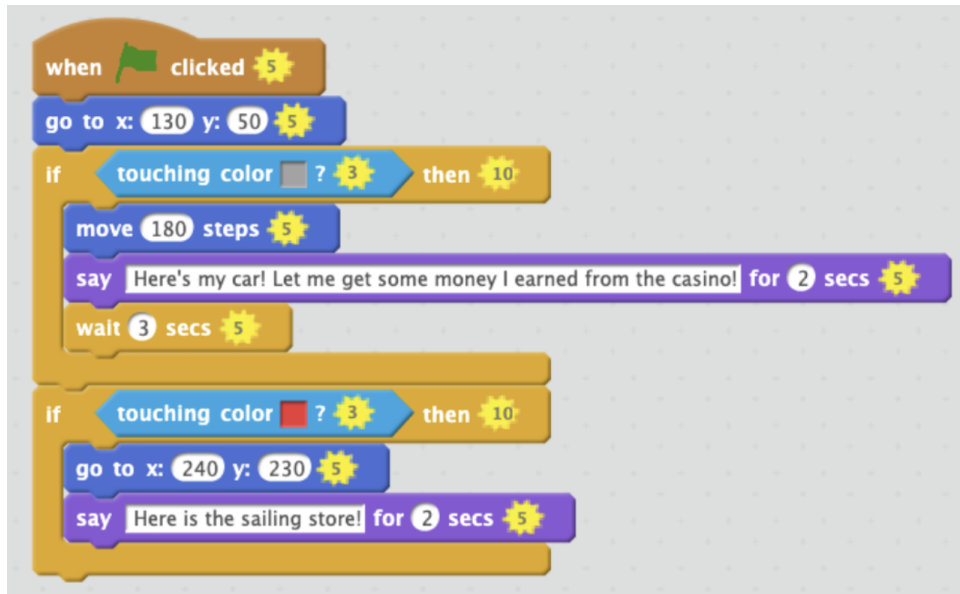 when clicked 5
go to x: 130 y: 50 5
if touching color ? 3 then 10
move 180 steps 5
say Here's my car! Let me get some money I earned from the casino! for 2 secs 5
wait 3 secs 5
if touching color ? 3 then 10
go to x: 240 y: 230 5
say Here is the sailing store! for 2 secs 5